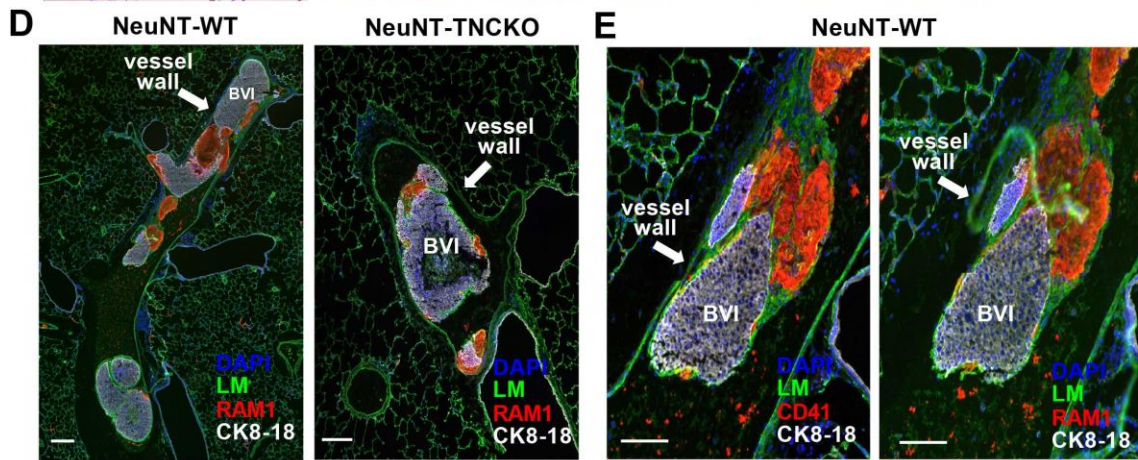 D
NeuNT-WT
vessel
wall
BVI
DAPI
LM
RAM1
CK8-18
NeuNT-TNCKO
vessel
wall
BVI
DAPI
LM
RAM1
CK8-18
E
NeuNT-WT
vessel
wall
BVI
DAPI
LM
CD41
CK8-18
vessel
wall
BVI
DAPI
LM
RAM1
CK8-18